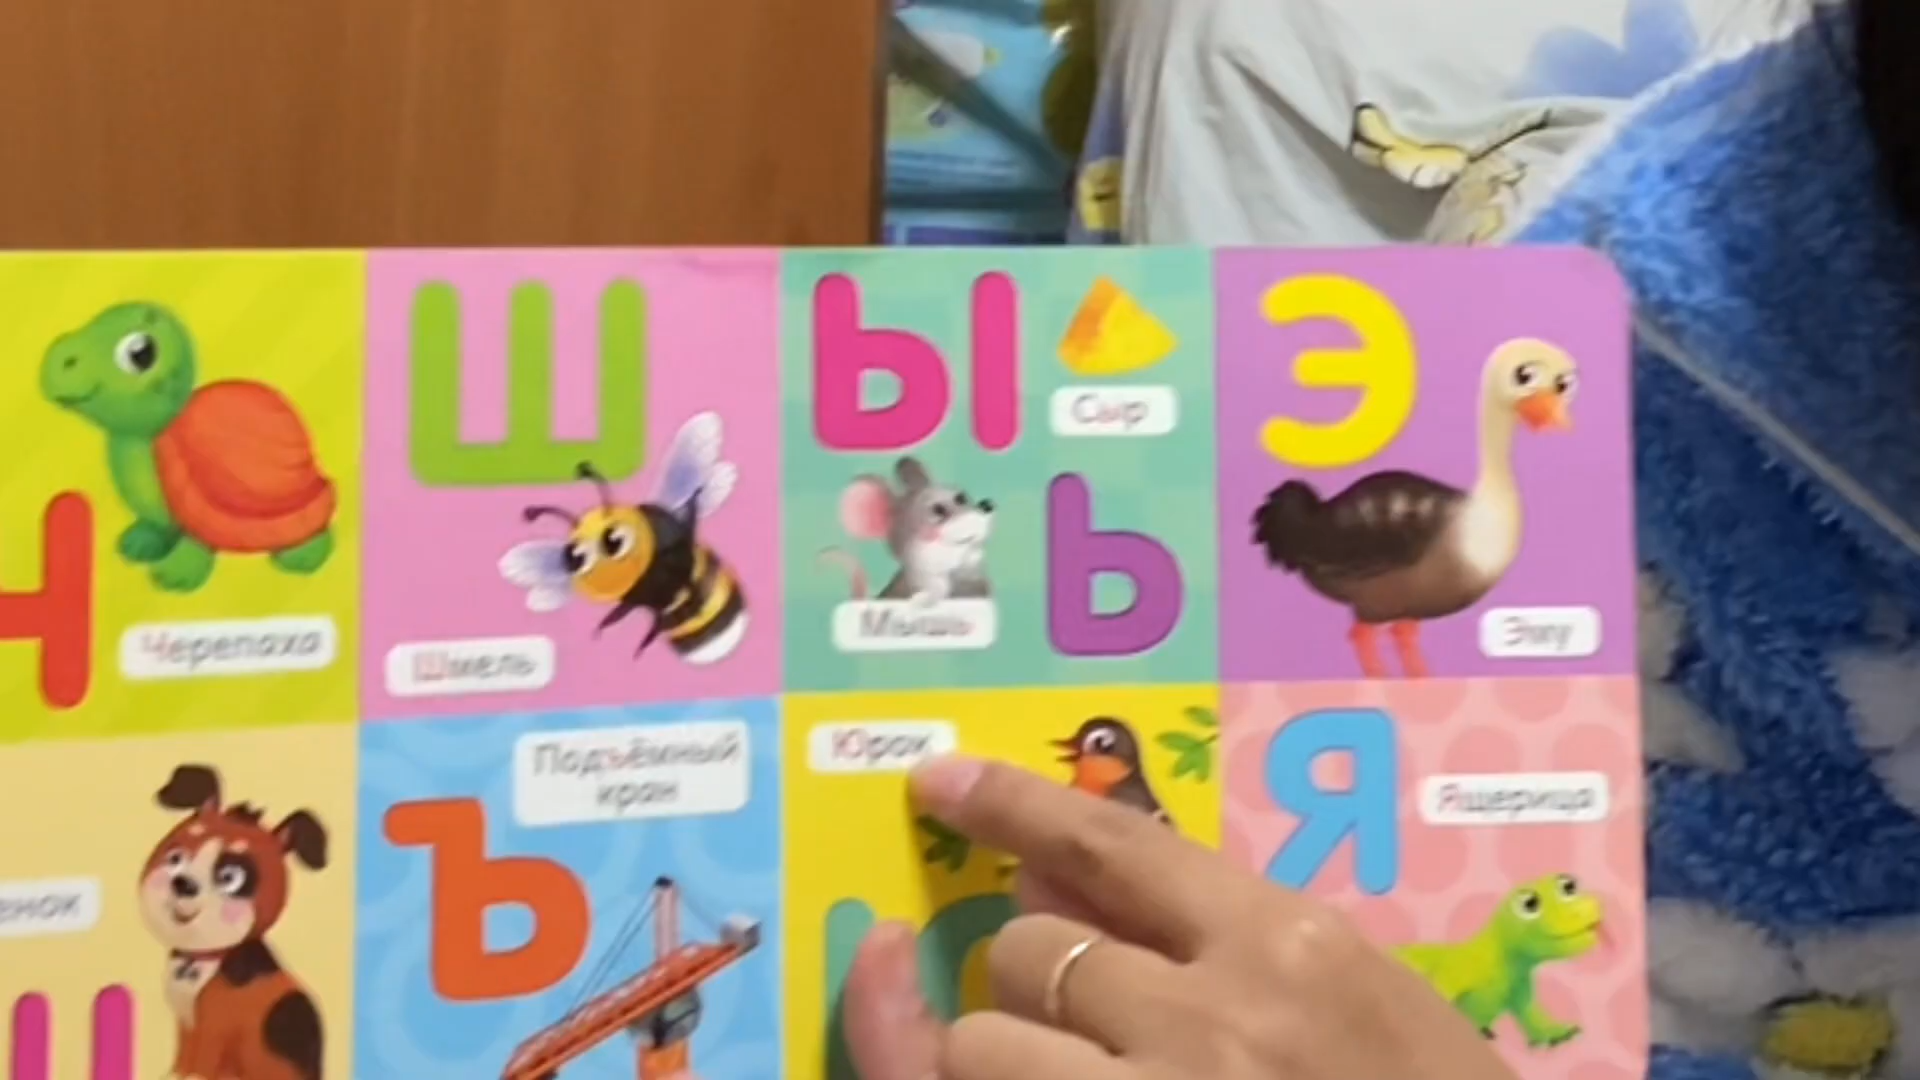 Ч
Черепаха
Ш
Шмель
Ы
Сыр
Мышь
Ь
Э
Эму
Ъ
Подъёмный
кран
Юрок
Я
Ящерица